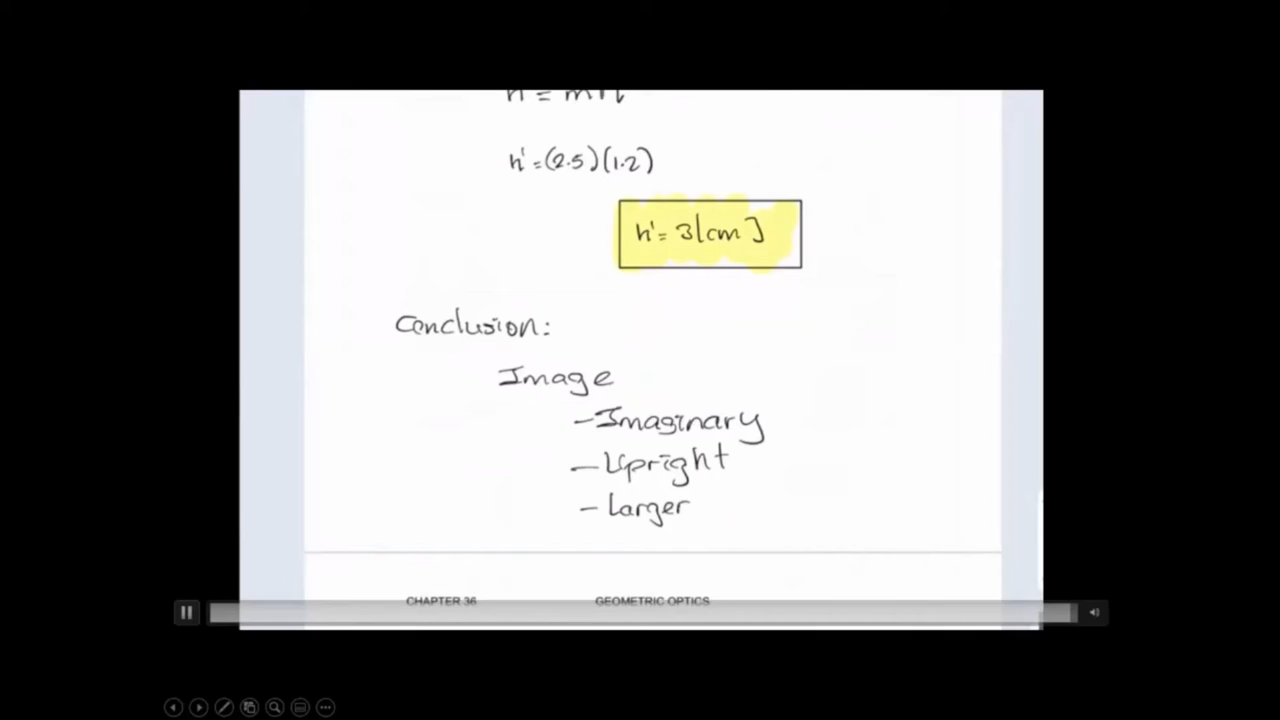 h'=(2.5)(1.2)
h'= 3[cm]
Conclusion:
Image
-Imaginary
-Upright
-Larger
CHAPTER 36 GEOMETRIC OPTICS